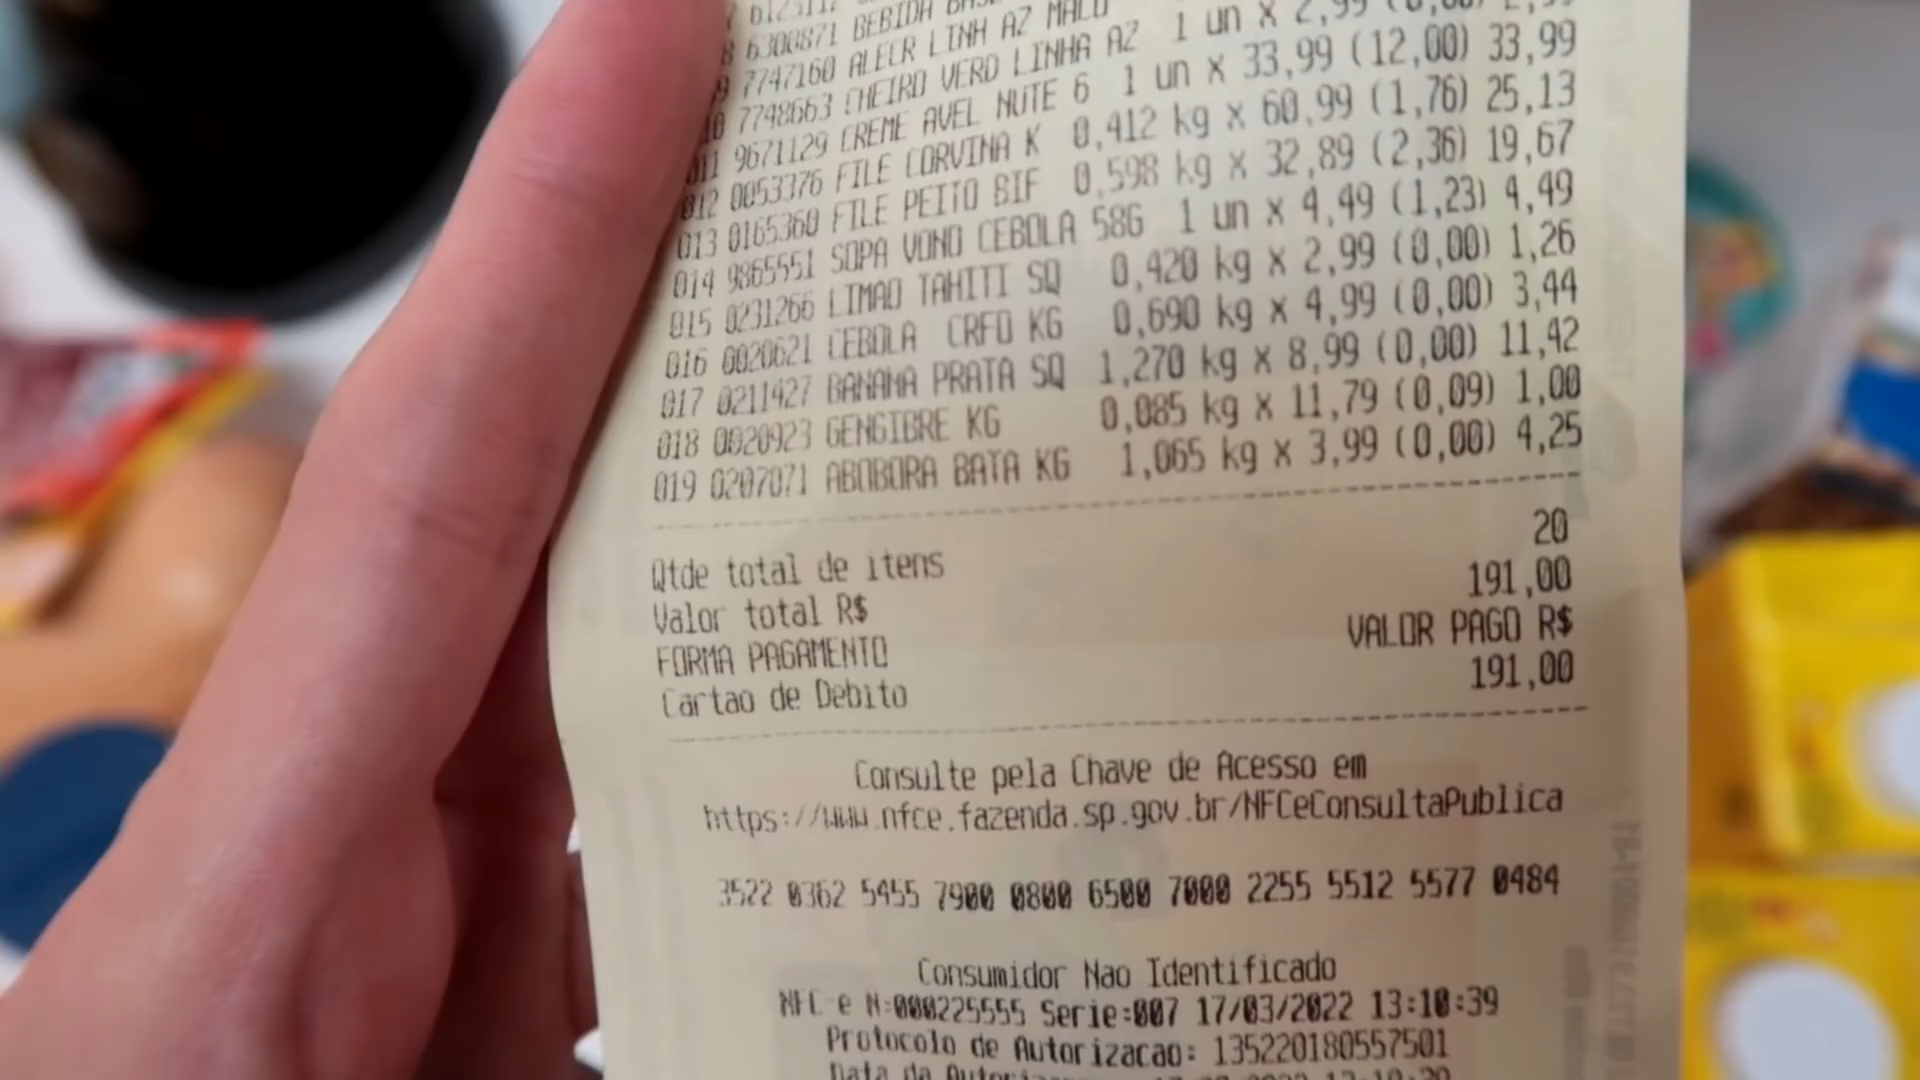 8 6300871 BEBIDA
9 7747160 ALECR LINH AZ 1 un x 2,99
10 7748663 CHEIRO VERD LINHA AZ 1 un x 33,99 (12,00) 33,99
011 9671129 CREME AVEL NUTE 6 0,412 kg x 60,99 (1,76) 25,13
012 0053376 FILE CORVINA K 0,598 kg x 32,89 (2,36) 19,67
013 0165360 FILE PEITO BIF 1 un x 4,49 (1,23) 4,49
014 9865551 SOPA VONO CEBOLA 58G 0,420 kg x 2,99 (0,00) 1,26
015 0231266 LIMAO TAHITI SQ 0,690 kg x 4,99 (0,00) 3,44
016 0020621 CEBOLA CRFO KG 1,270 kg x 8,99 (0,00) 11,42
017 0211427 BANANA PRATA SQ 0,085 kg x 11,79 (0,09) 1,00
018 0020923 GENGIBRE KG 1,065 kg x 3,99 (0,00) 4,25
019 0207071 ABOBORA BATA KG
Qtde total de itens 20
Valor total R$ 191,00
FORMA PAGAMENTO VALOR PAGO R$
Cartao de Debito 191,00
Consulte pela Chave de Acesso em
https://www.nfce.fazenda.sp.gov.br/NFCeConsultaPublica
3522 0362 5455 7900 0800 6500 7000 2255 5512 5577 0484
Consumidor Nao Identificado
NFC-e N:000225555 Serie:007 17/03/2022 13:10:39
Protocolo de Autorizacao: 135220180557501
Data da